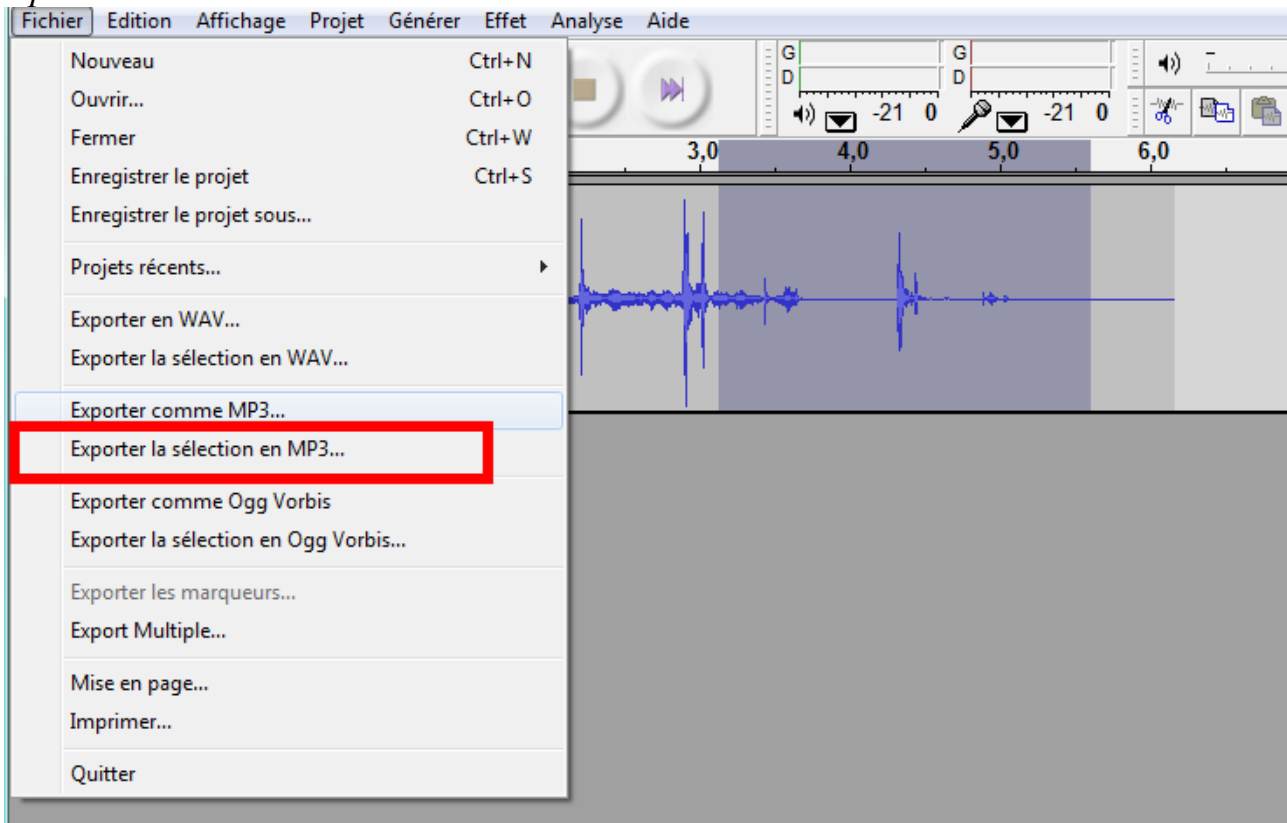 Fichier Edition Affichage Projet Générer Effet Analyse Aide
Nouveau Ctrl+N
Ouvrir... Ctrl+O
Fermer Ctrl+W
Enregistrer le projet Ctrl+S
Enregistrer le projet sous...
Projets récents...
Exporter en WAV...
Exporter la sélection en WAV...
Exporter comme MP3...
Exporter la sélection en MP3...
Exporter comme Ogg Vorbis
Exporter la sélection en Ogg Vorbis...
Exporter les marqueurs...
Export Multiple...
Mise en page...
Imprimer...
Quitter
G G
D D
-21 0 -21 0
-
3,0 4,0 5,0 6,0